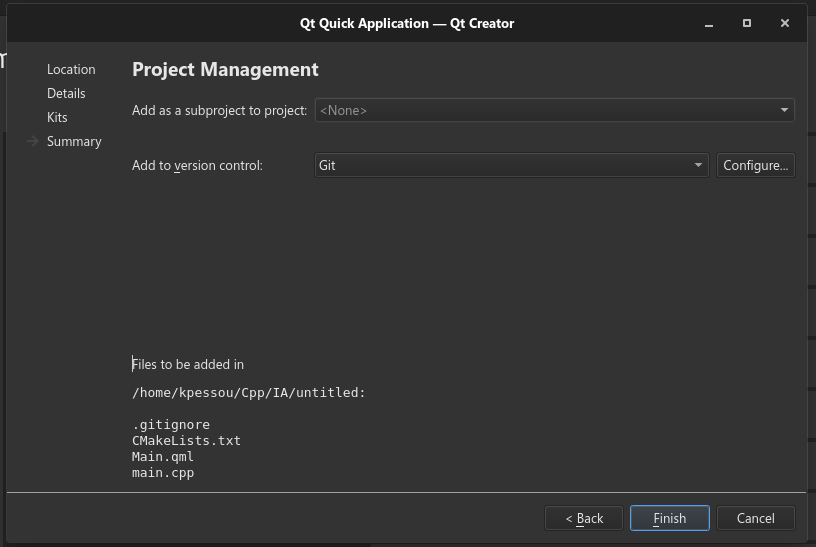 Qt Quick Application — Qt Creator
Location
Details
Kits
Summary
Project Management
Add as a subproject to project: <None>
Add to version control: Git Configure...
Files to be added in
/home/kpessou/Cpp/IA/untitled:
.gitignore
CMakeLists.txt
Main.qml
main.cpp
< Back Finish Cancel